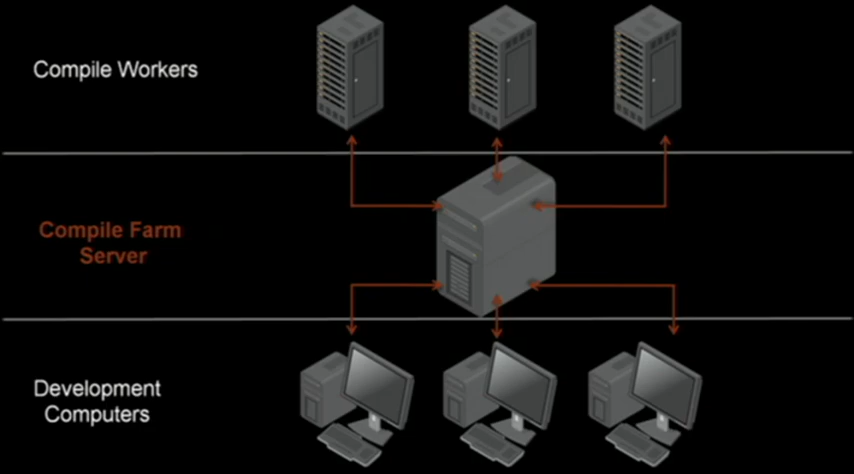 Compile Workers
Compile Farm
Server
Development
Computers